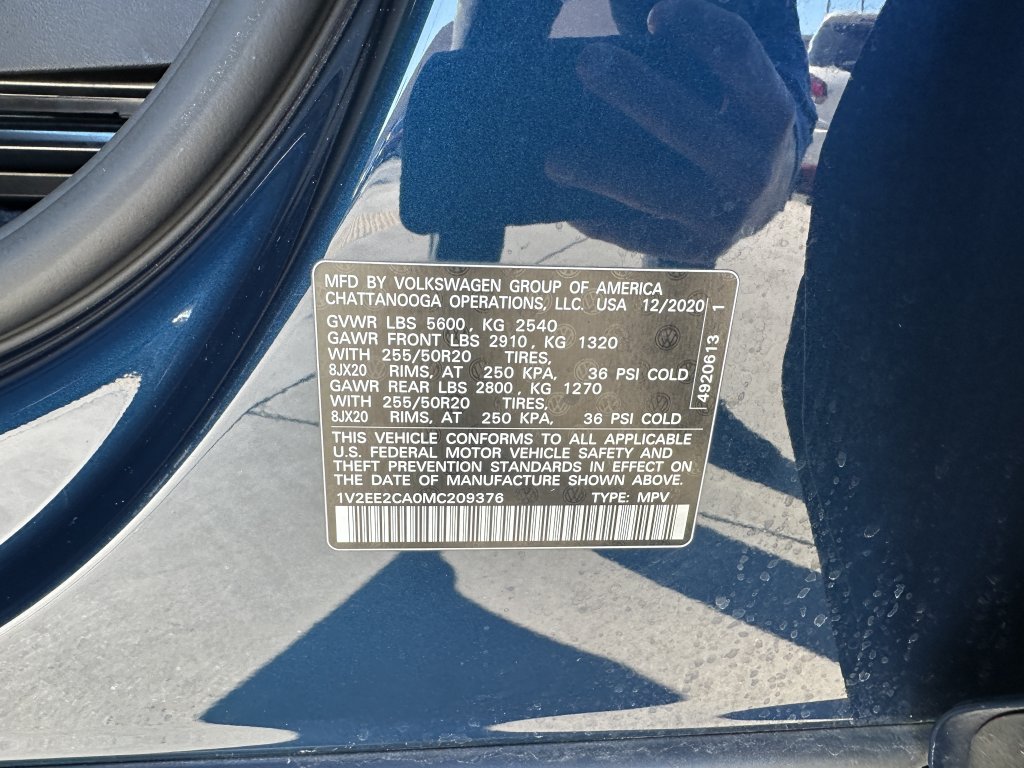 MFD BY VOLKSWAGEN GROUP OF AMERICA
CHATTANOOGA OPERATIONS, LLC. USA 12/2020
GVWR LBS 5600, KG 2540
GAWR FRONT LBS 2910, KG 1320
WITH 255/50R20 TIRES,
8JX20 RIMS, AT 250 KPA, 36 PSI COLD
GAWR REAR LBS 2800, KG 1270
WITH 255/50R20 TIRES,
8JX20 RIMS, AT 250 KPA, 36 PSI COLD
4920613 1
THIS VEHICLE CONFORMS TO ALL APPLICABLE
U.S. FEDERAL MOTOR VEHICLE SAFETY AND
THEFT PREVENTION STANDARDS IN EFFECT ON
THE DATE OF MANUFACTURE SHOWN ABOVE.
1V2EE2CA0MC209376 TYPE: MPV